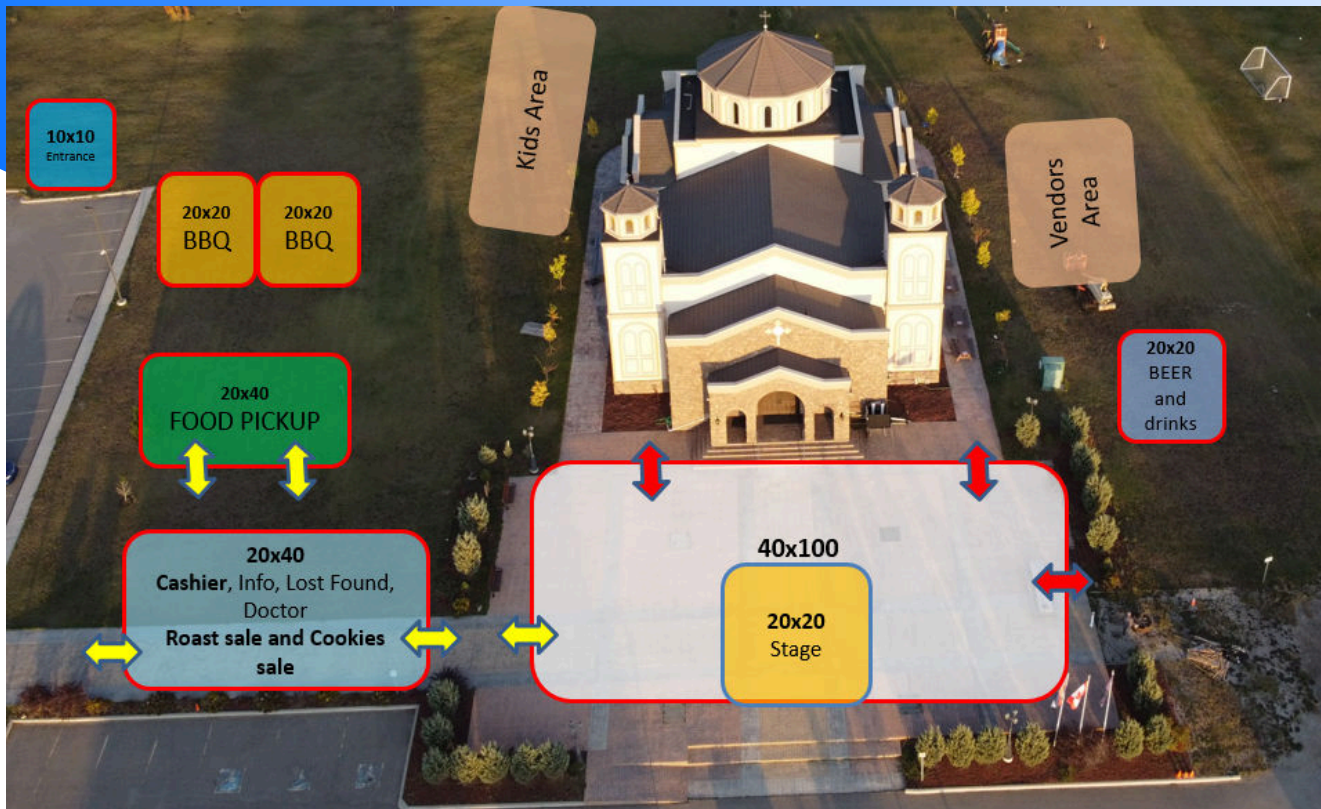 10x10
Entrance
20x20
BBQ
20x20
BBQ
Kids Area
Vendors
Area
20x40
FOOD PICKUP
20x20
BEER
and
drinks
20x40
Cashier, Info, Lost Found,
Doctor
Roast sale and Cookies
sale
40x100
20x20
Stage